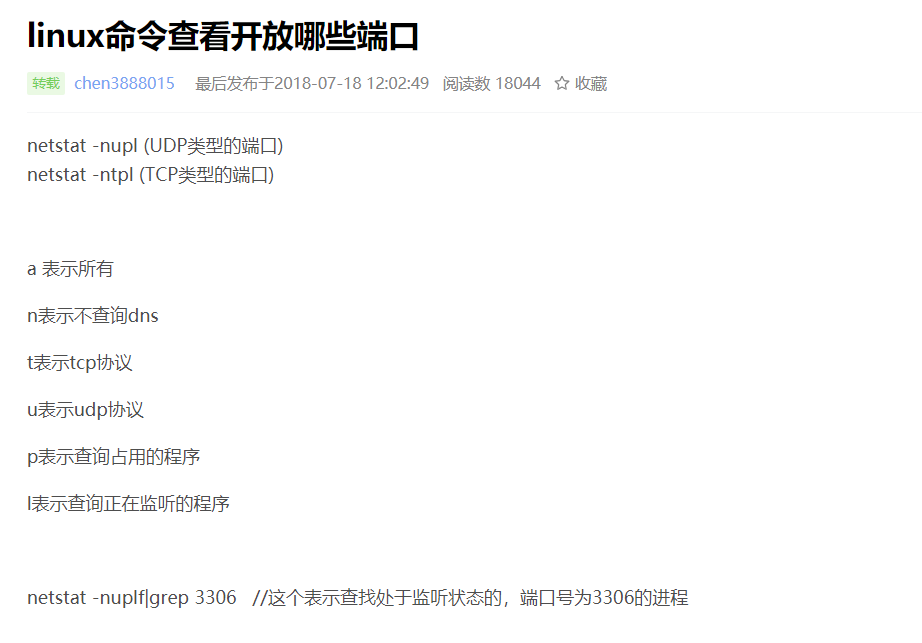 linux命令查看开放哪些端口
转载 chen3888015 最后发布于2018-07-18 12:02:49 阅读数 18044 ☆ 收藏
netstat -nupl (UDP类型的端口)
netstat -ntpl (TCP类型的端口)
a 表示所有
n表示不查询dns
t表示tcp协议
u表示udp协议
p表示查询占用的程序
l表示查询正在监听的程序
netstat -nuplf|grep 3306 //这个表示查找处于监听状态的，端口号为3306的进程